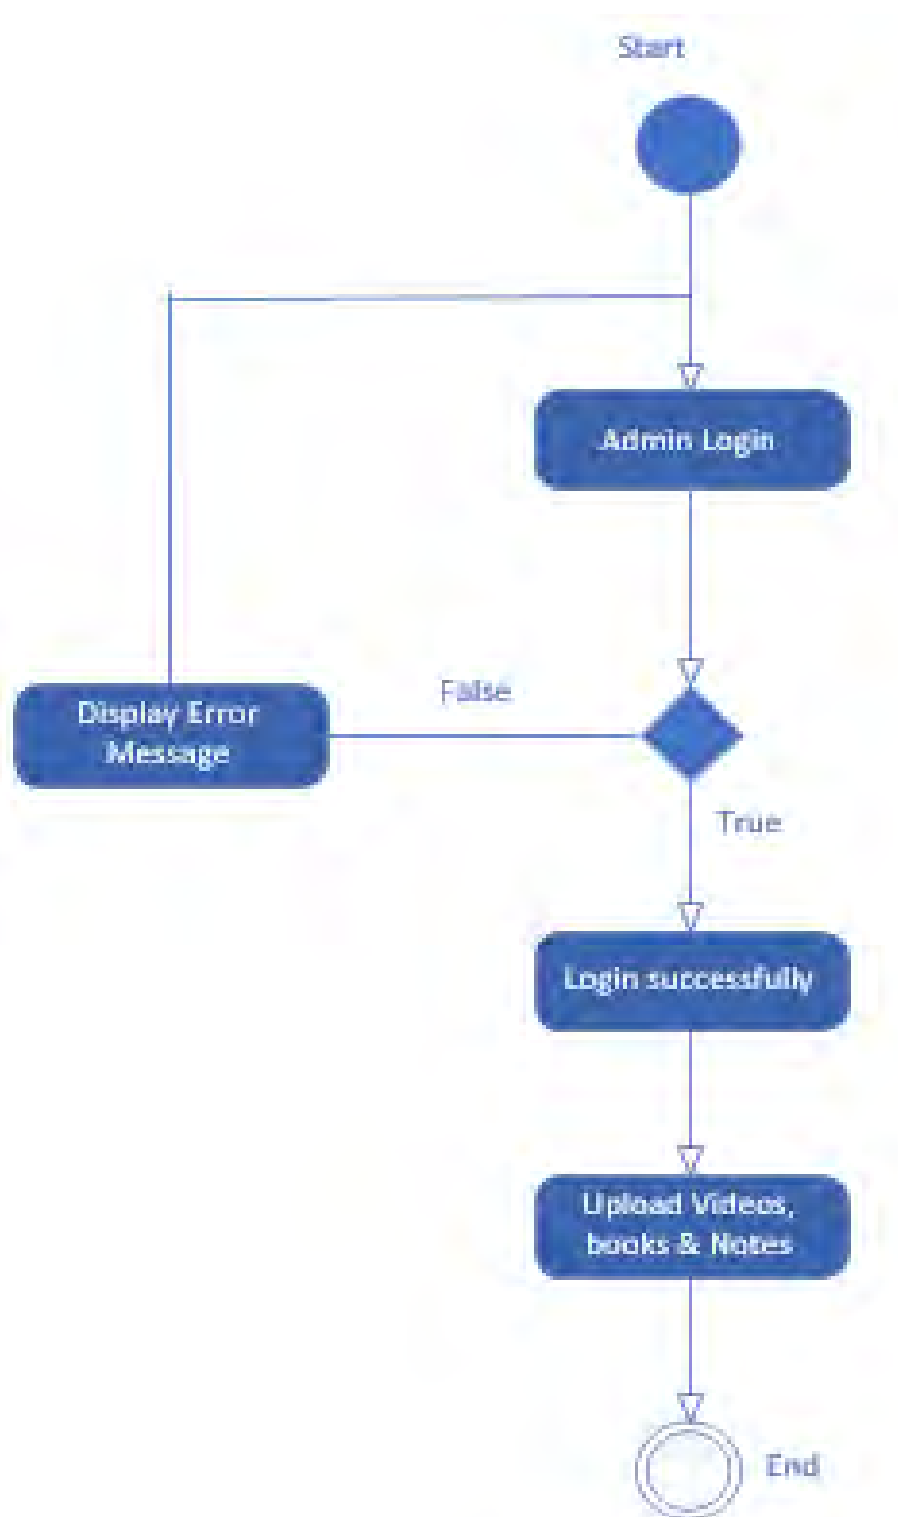 Start
Admin Login
False
Display Error
Message
True
Login successfully
Upload Videos,
books & Notes
End